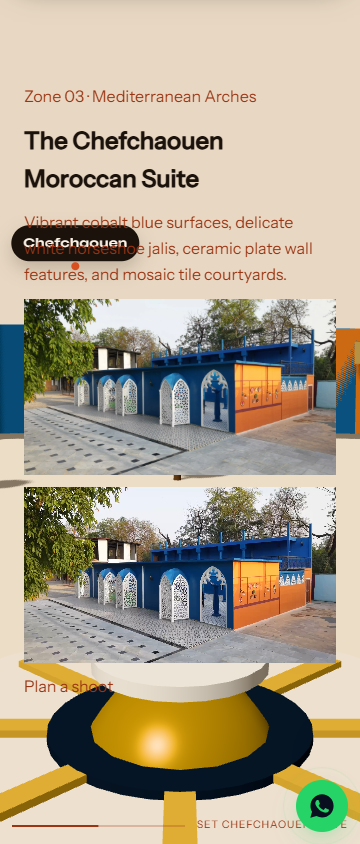 Zone 03 · Mediterranean Arches
The Chefchaouen
Moroccan Suite
Vibrant cobalt blue surfaces, delicate
Chefchaouen
white horseshoe jalis, ceramic plate wall
features, and mosaic tile courtyards.
Plan a shoot
SET CHEFCHAOUEN